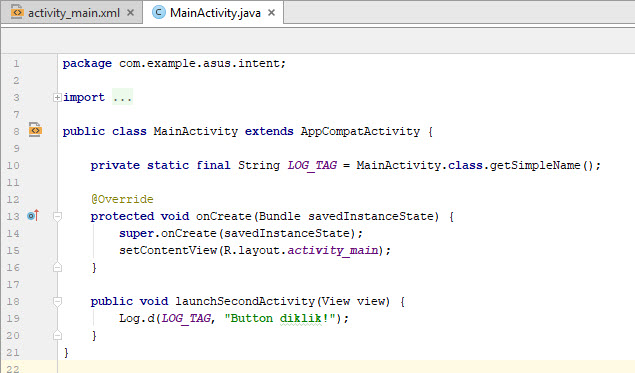 activity_main.xml MainActivity.java
1 package com.example.asus.intent;
2
3 import ...
7
8 public class MainActivity extends AppCompatActivity {
9
10 private static final String LOG_TAG = MainActivity.class.getSimpleName();
11
12 @Override
13 protected void onCreate(Bundle savedInstanceState) {
14 super.onCreate(savedInstanceState);
15 setContentView(R.layout.activity_main);
16 }
17
18 public void launchSecondActivity(View view) {
19 Log.d(LOG_TAG, "Button diklik!");
20 }
21 }
22